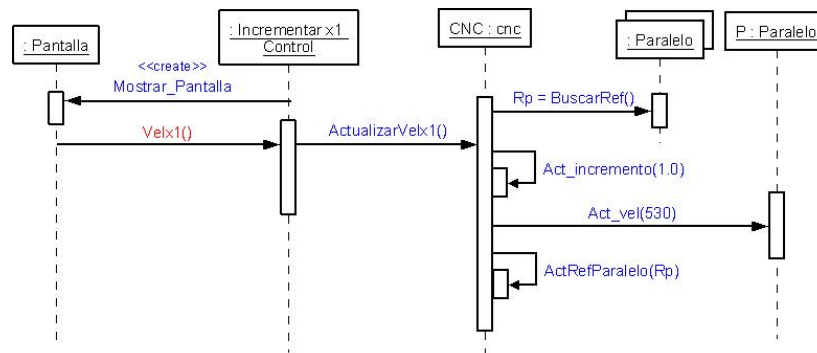 : Pantalla
: Incrementar x1
Control
CNC : cnc
: Paralelo
P : Paralelo
<<create>>
Mostrar_Pantalla
Rp = BuscarRef()
Velx1()
ActualizarVelx1()
Act_incremento(1.0)
Act_vel(530)
ActRefParalelo(Rp)